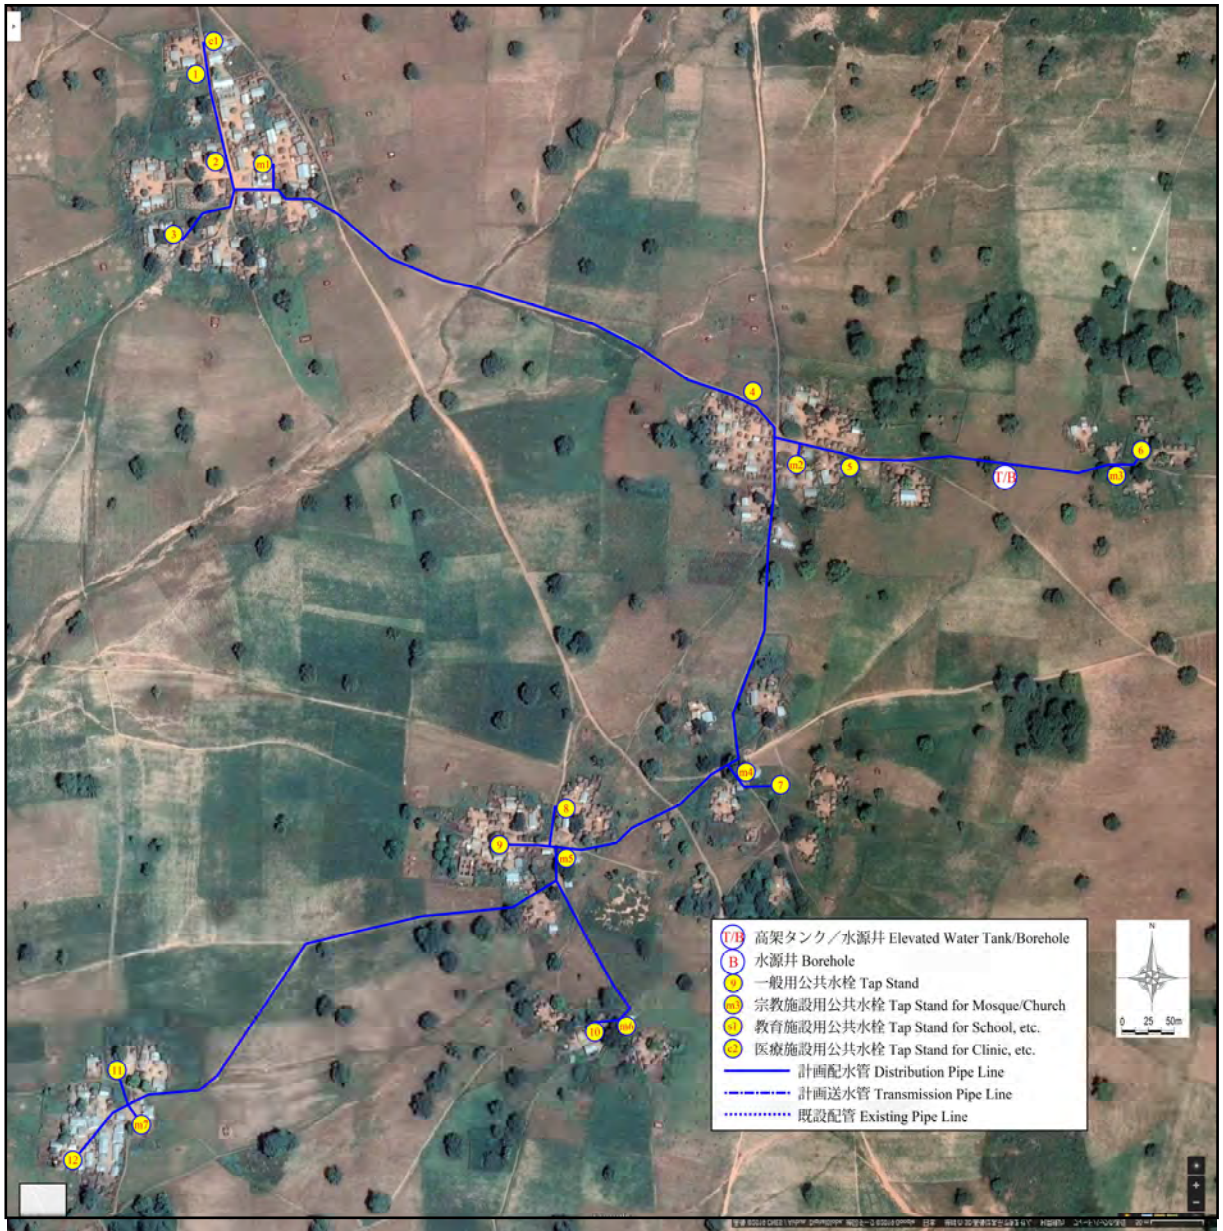 c1
1
2
m1
3
4
m2
5
T/B
m3
6
m4
7
8
9
m5
10
m6
11
m7
12
T/B 高架タンク／水源井 Elevated Water Tank/Borehole
B 水源井 Borehole
9 一般用公共水栓 Tap Stand
m3 宗教施設用公共水栓 Tap Stand for Mosque/Church
s1 教育施設用公共水栓 Tap Stand for School, etc.
c2 医療施設用公共水栓 Tap Stand for Clinic, etc.
計画配水管 Distribution Pipe Line
計画送水管 Transmission Pipe Line
既設配管 Existing Pipe Line
N
0 25 50m